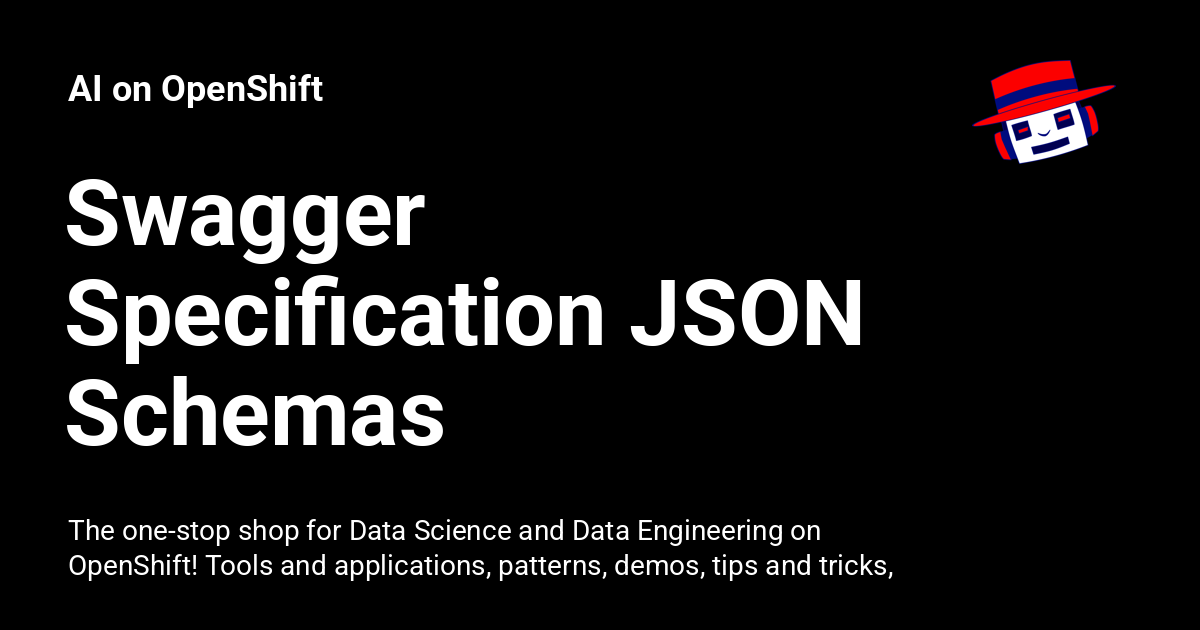 AI on OpenShift
Swagger
Specification JSON
Schemas
The one-stop shop for Data Science and Data Engineering on
OpenShift! Tools and applications, patterns, demos, tips and tricks,